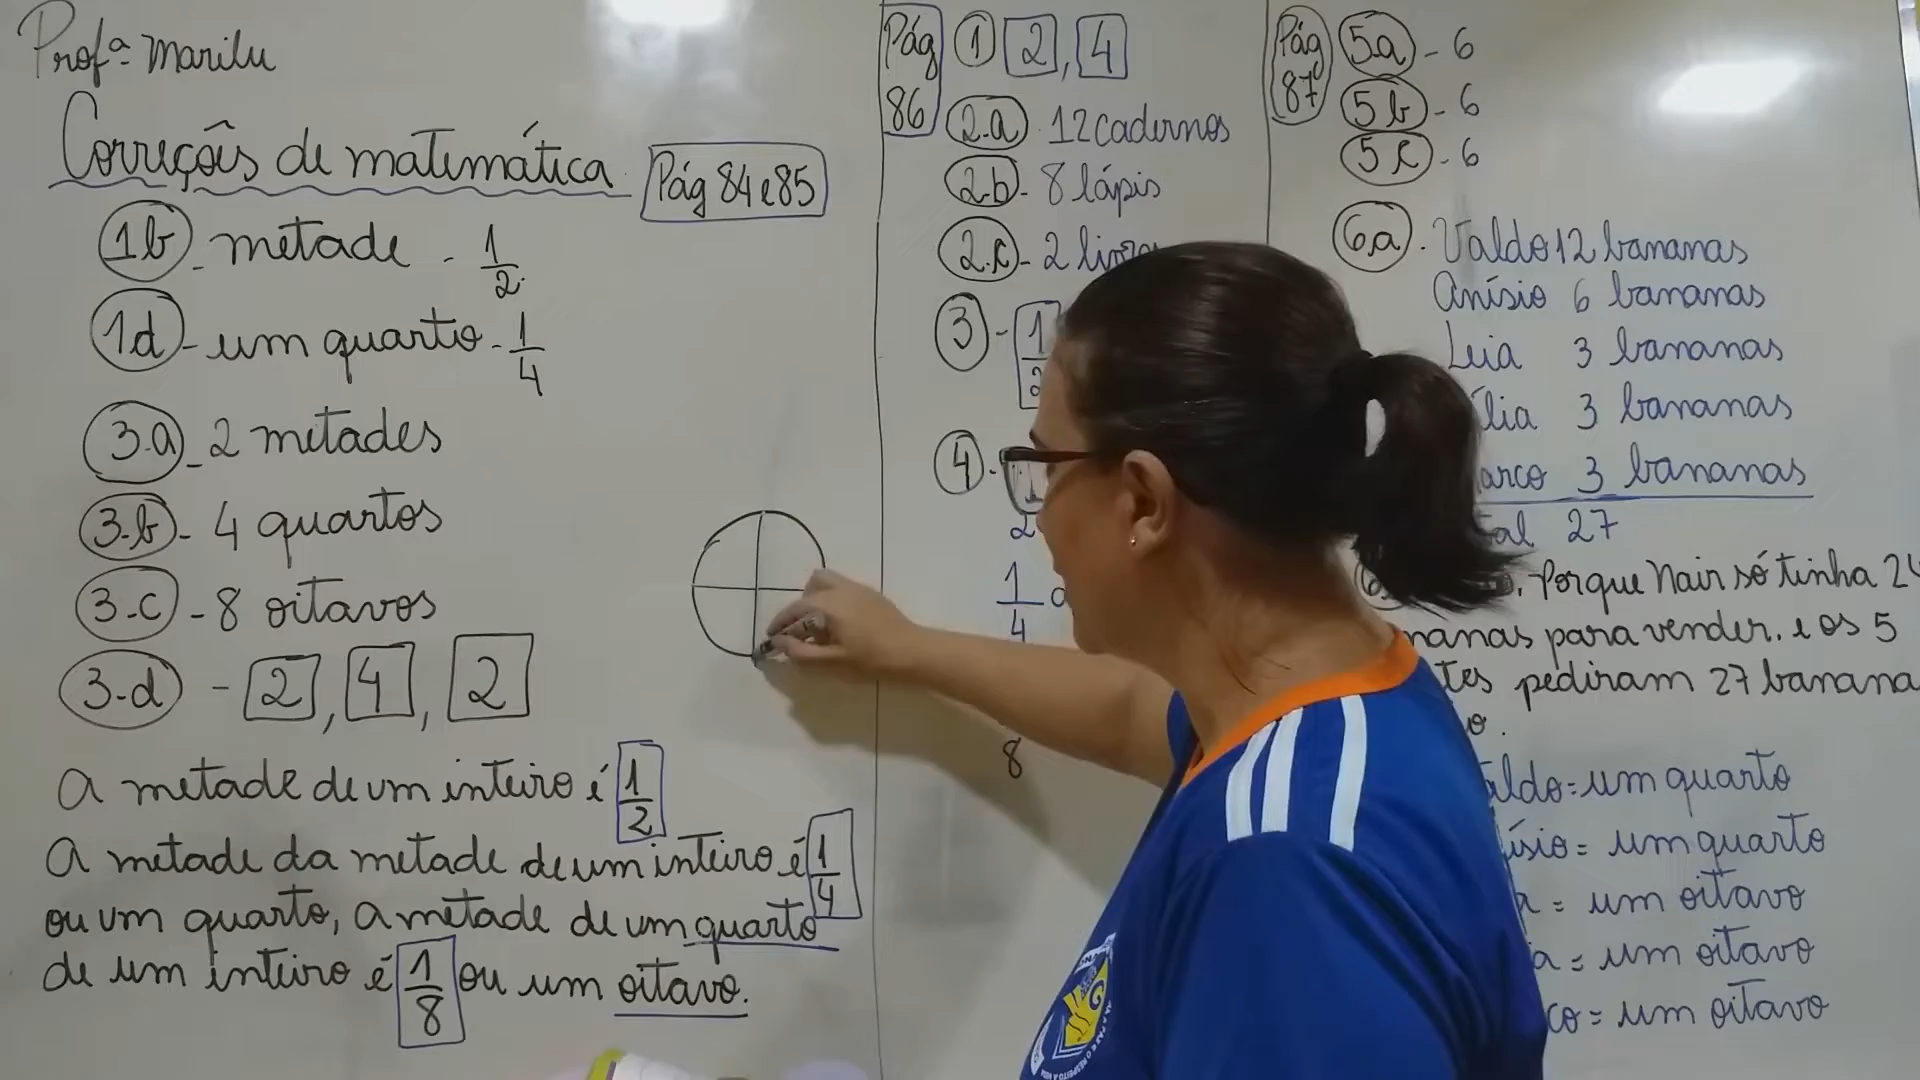 Profª Marilu
Correções de matemática
Pág 84 e 85
1b - metade - 1/2
1d - um quarto - 1/4
3.a - 2 metades
3.b - 4 quartos
3.c - 8 oitavos
3.d - 2, 4, 2
A metade de um inteiro é 1/2
A metade da metade de um inteiro é 1/4
ou um quarto, a metade de um quarto
de um inteiro é 1/8 ou um oitavo.
Pág 86
1 2, 4
2.a - 12 cadernos
2.b - 8 lápis
2.c - 2
3 -
4 -
1/4
8
Pág 87
5a - 6
5b - 6
5c - 6
6a. Valdo 12 bananas
Anísio 6 bananas
Leia 3 bananas
3 bananas
3 bananas
27
Porque Nair só tinha 24
para vender. e os 5
pediram 27 banana
= um quarto
= um quarto
= um oitavo
= um oitavo
= um oitavo